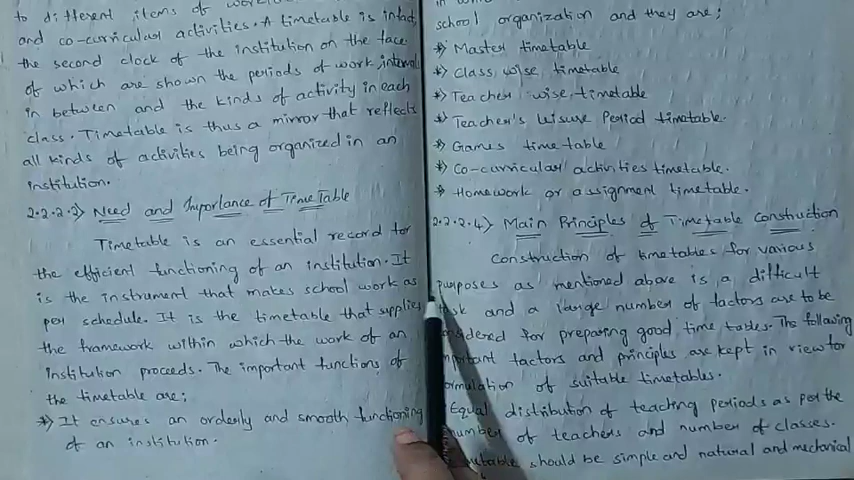 to different items of
and co-curricular activities. A timetable is infact,
the second clock of the institution on the face
of which are shown the periods of work, interval
in between and the kinds of activity in each
class. Timetable is thus a mirror that reflects
all kinds of activities being organized in an
institution.
2.2.2.3) Need and Importance of Time Table
Timetable is an essential record for
the efficient functioning of an institution. It
is the instrument that makes school work as
per schedule. It is the timetable that supplies
the framework within which the work of an
institution proceeds. The important functions of
the timetable are;
*) It ensures an orderly and smooth functioning
of an institution.
school organization and they are;
*) Master timetable
*) Class wise timetable
*) Teacher wise timetable
*) Teacher's leisure Period timetable.
*) Games timetable
*) Co-curricular activities timetable.
*) Homework or assignment timetable.
2.2.2.4) Main Principles of Timetable Construction
Construction of timetables for various
purposes as mentioned above is a difficult
task and a large number of factors are to be
considered for preparing good time tables. The following
important factors and principles are kept in view for
formulation of suitable timetables.
Equal distribution of teaching periods as per the
number of teachers and number of classes.
should be simple and natural and mechanical